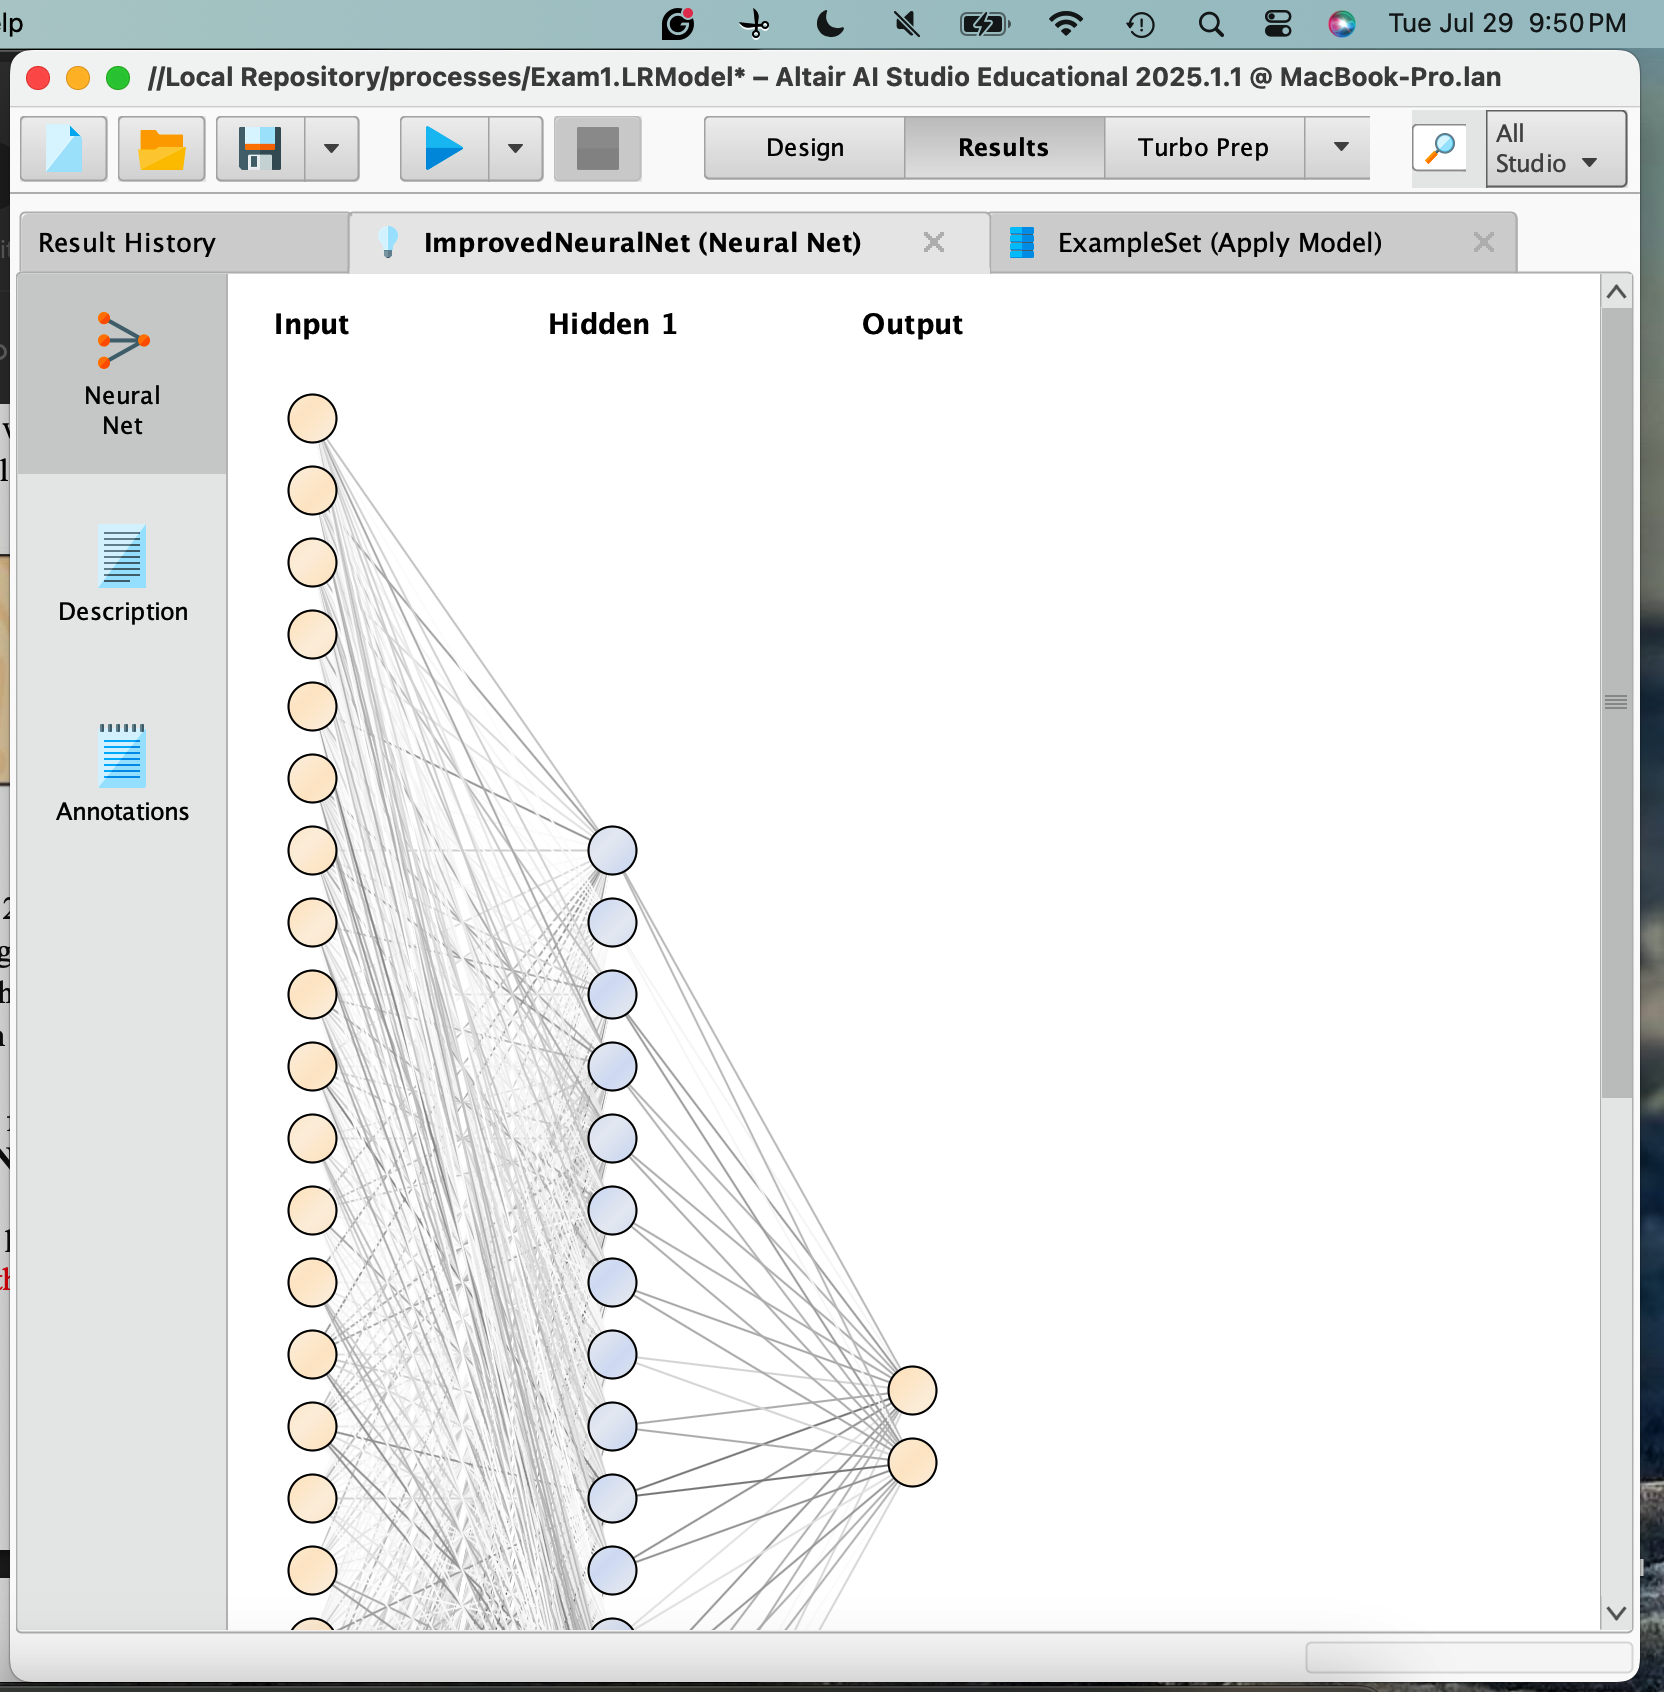 elp
Tue Jul 29 9:50 PM
//Local Repository/processes/Exam1.LRModel* – Altair AI Studio Educational 2025.1.1 @ MacBook-Pro.lan
Design
Results
Turbo Prep
All
Studio
Result History
ImprovedNeuralNet (Neural Net)
ExampleSet (Apply Model)
Neural
Net
Description
Annotations
Input
Hidden 1
Output